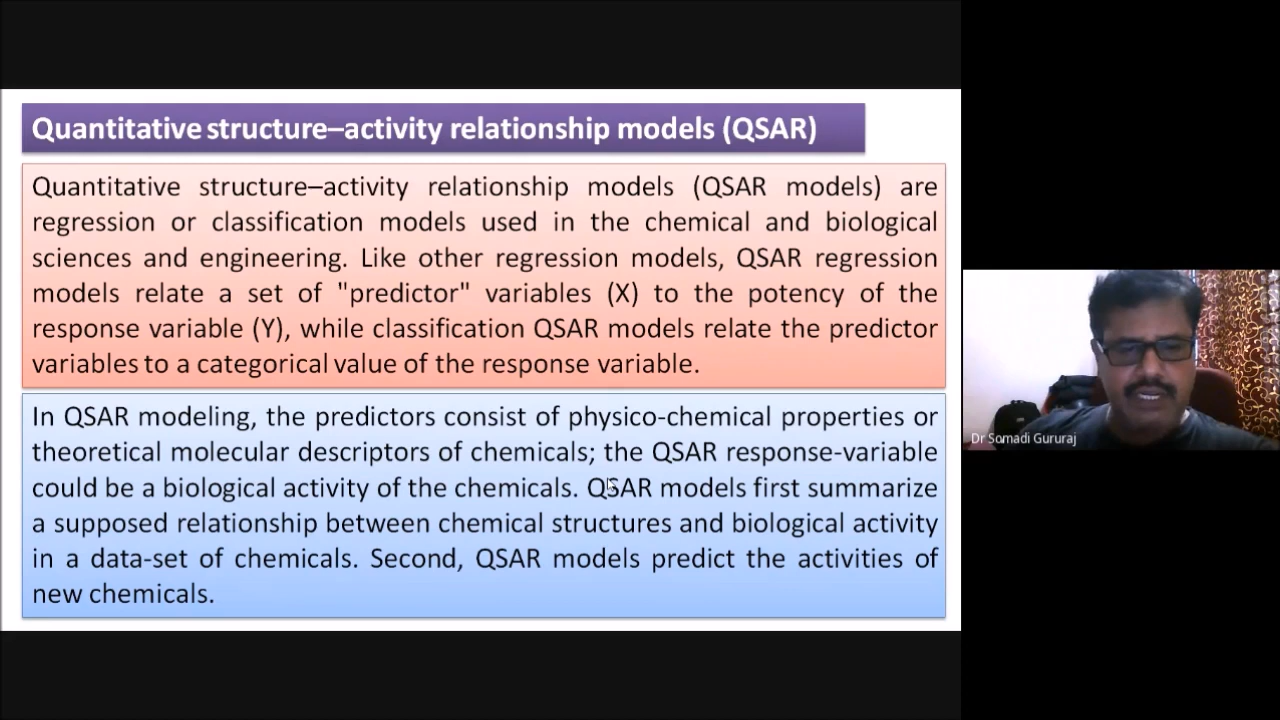 Quantitative structure–activity relationship models (QSAR)
Quantitative structure–activity relationship models (QSAR models) are
regression or classification models used in the chemical and biological
sciences and engineering. Like other regression models, QSAR regression
models relate a set of "predictor" variables (X) to the potency of the
response variable (Y), while classification QSAR models relate the predictor
variables to a categorical value of the response variable.
In QSAR modeling, the predictors consist of physico-chemical properties or
theoretical molecular descriptors of chemicals; the QSAR response-variable
could be a biological activity of the chemicals. QSAR models first summarize
a supposed relationship between chemical structures and biological activity
in a data-set of chemicals. Second, QSAR models predict the activities of
new chemicals.
Dr Somadi Gururaj